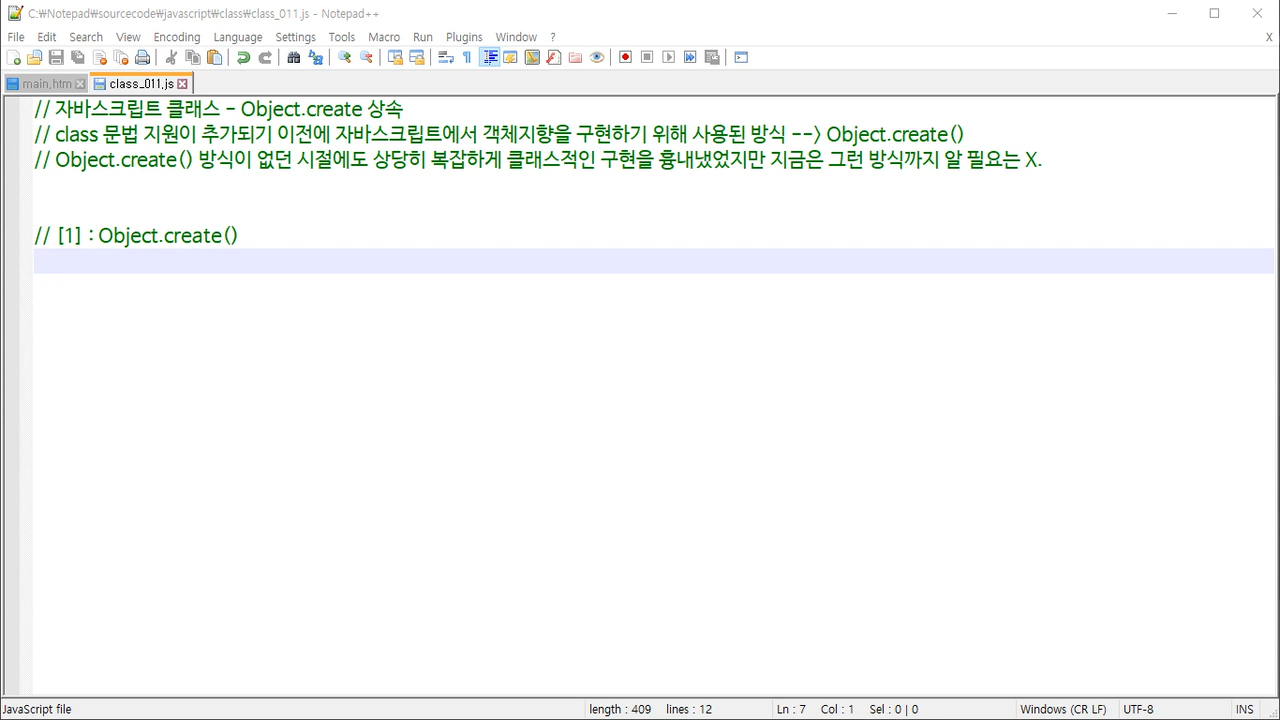 C:₩Notepad₩sourcecode₩javascript₩class₩class_011.js - Notepad++
File Edit Search View Encoding Language Settings Tools Macro Run Plugins Window ? X
main.htm class_011.js
// 자바스크립트 클래스 - Object.create 상속
// class 문법 지원이 추가되기 이전에 자바스크립트에서 객체지향을 구현하기 위해 사용된 방식 --> Object.create()
// Object.create() 방식이 없던 시절에도 상당히 복잡하게 클래스적인 구현을 흉내냈었지만 지금은 그런 방식까지 알 필요는 X.
// [1] : Object.create()
JavaScript file length : 409 lines : 12 Ln : 7 Col : 1 Sel : 0 | 0 Windows (CR LF) UTF-8 INS